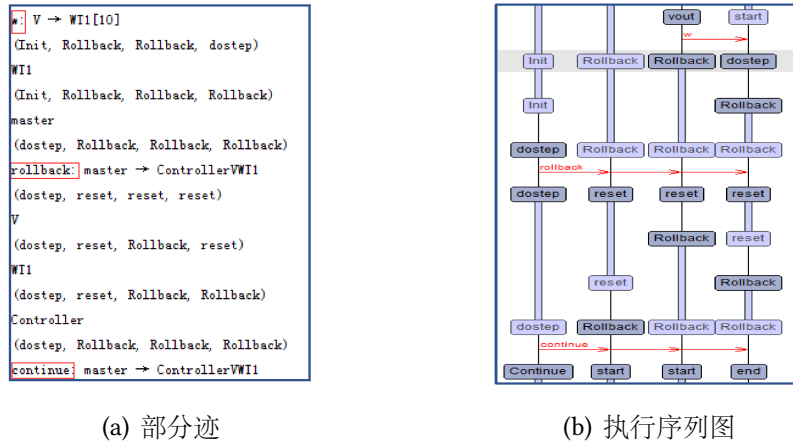 w: V → WT1[10]
(Init, Rollback, Rollback, dostep)
WT1
(Init, Rollback, Rollback, Rollback)
master
(dostep, Rollback, Rollback, Rollback)
rollback: master → ControllerVWT1
(dostep, reset, reset, reset)
V
(dostep, reset, Rollback, reset)
WT1
(dostep, reset, Rollback, Rollback)
Controller
(dostep, Rollback, Rollback, Rollback)
continue: master → ControllerVWT1
(a) 部分迹
vout start
w
Init Rollback Rollback dostep
Init Rollback
dostep Rollback Rollback Rollback
rollback
dostep reset reset reset
Rollback reset
reset Rollback
dostep Rollback Rollback Rollback
continue
Continue start start end
(b) 执行序列图